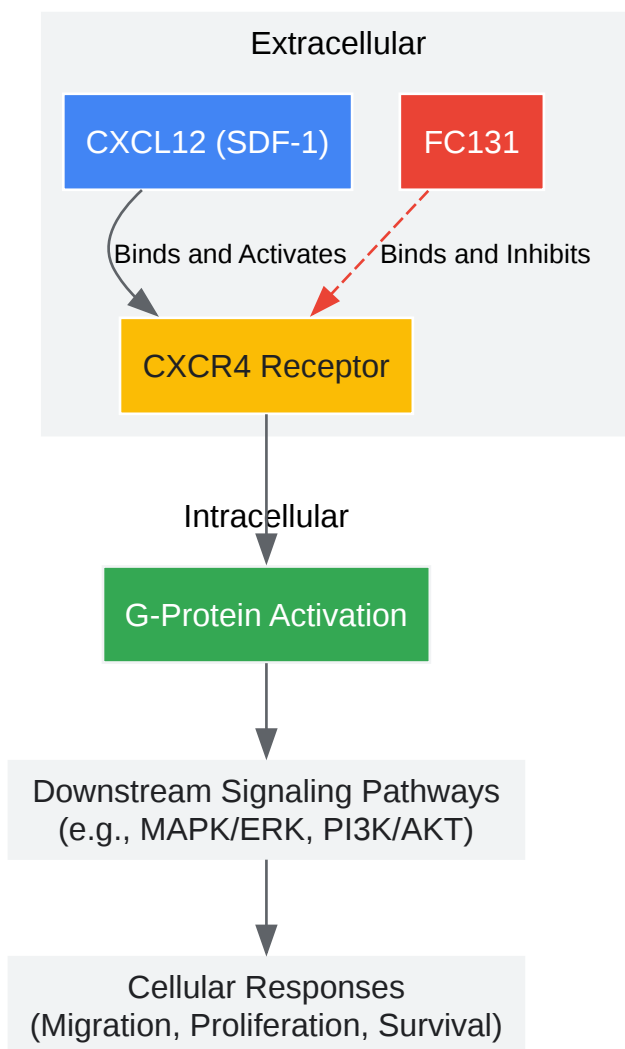 Extracellular
CXCL12 (SDF-1)
FC131
Binds and Activates
Binds and Inhibits
CXCR4 Receptor
Intracellular
G-Protein Activation
Downstream Signaling Pathways
(e.g., MAPK/ERK, PI3K/AKT)
Cellular Responses
(Migration, Proliferation, Survival)